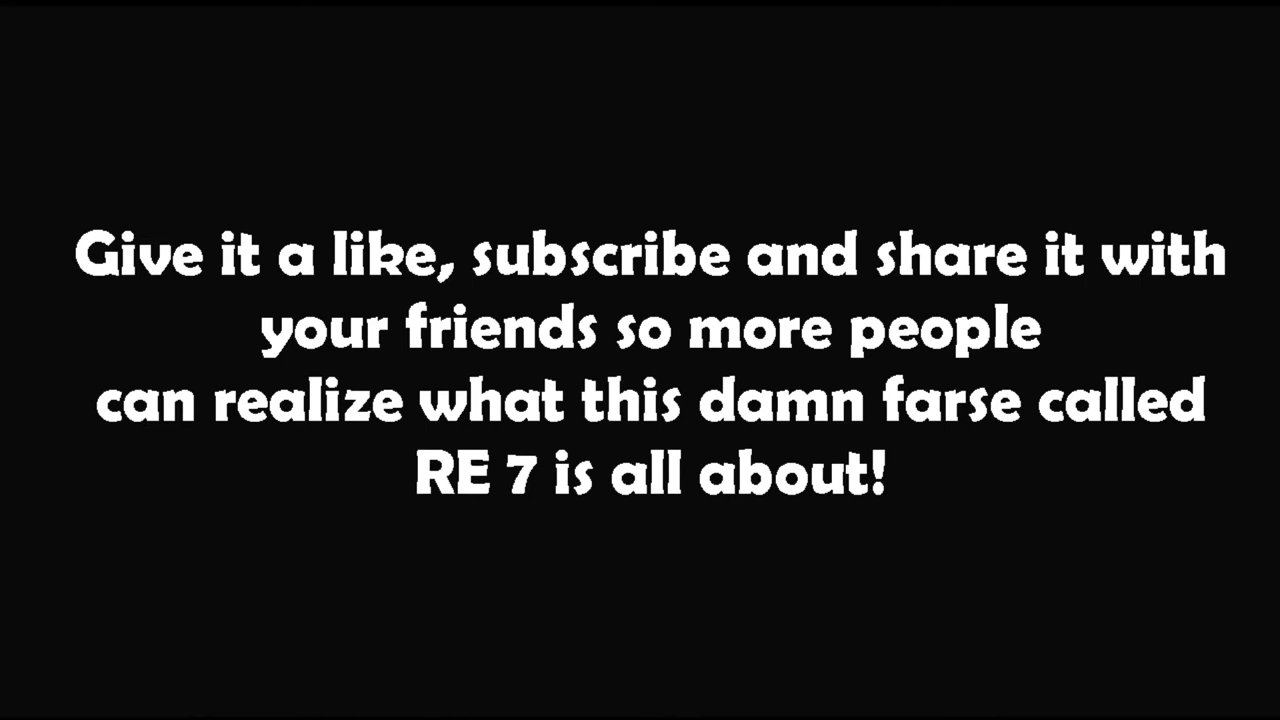 Give it a like, subscribe and share it with
your friends so more people
can realize what this damn farse called
RE 7 is all about!